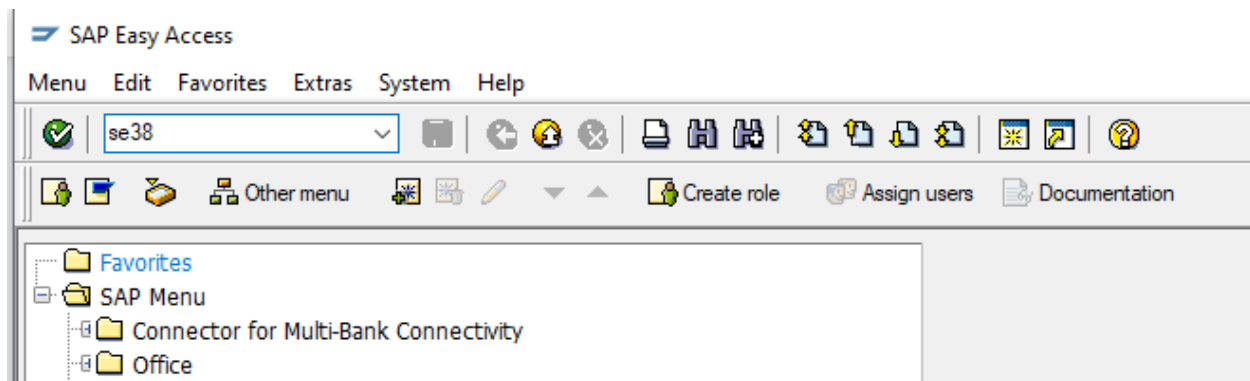 SAP Easy Access
Menu Edit Favorites Extras System Help
se38
Other menu Create role Assign users Documentation
Favorites
SAP Menu
Connector for Multi-Bank Connectivity
Office